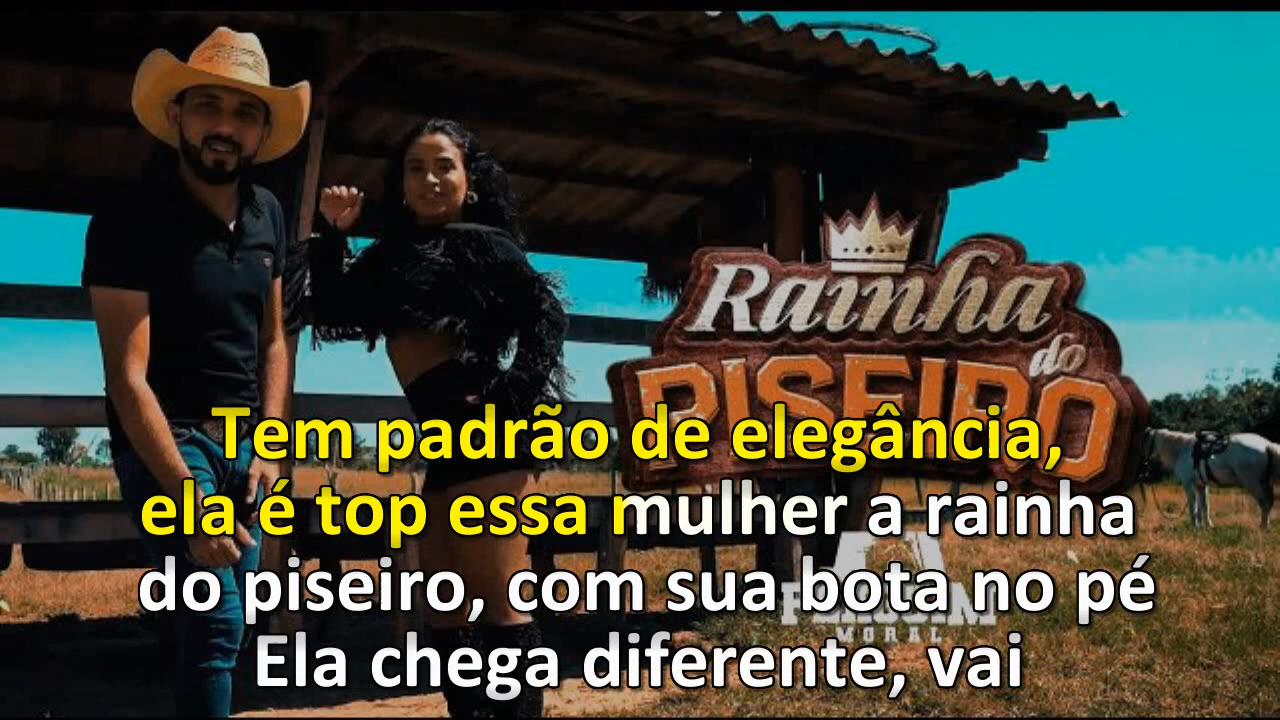 Rainha
do
PISEIRO
Tem padrão de elegância,
ela é top essa mulher a rainha
do piseiro, com sua bota no pé
Ela chega diferente, vai
MORAL